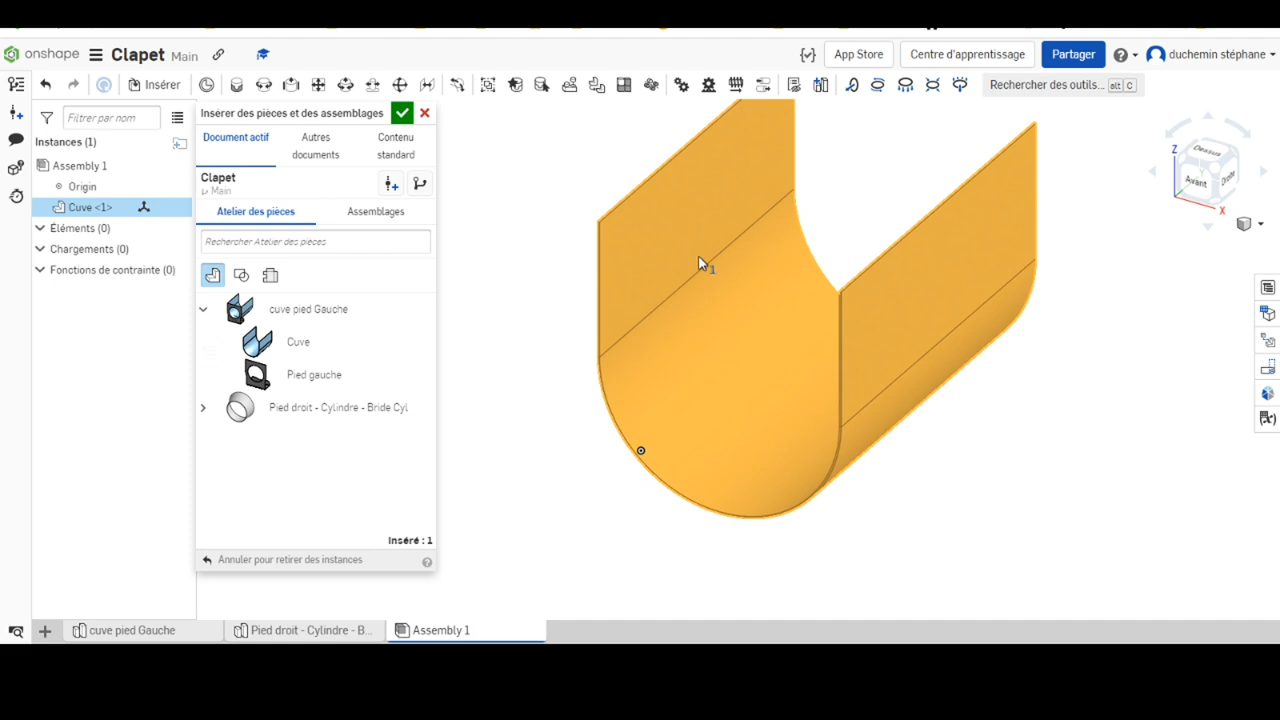 onshape Clapet Main App Store Centre d'apprentissage Partager duchemin stéphane
Insérer Rechercher des outils... alt C
Filtrer par nom
Instances (1)
Assembly 1
Origin
Cuve <1>
Éléments (0)
Chargements (0)
Fonctions de contrainte (0)
Insérer des pièces et des assemblages
Document actif
Autres documents
Contenu standard
Clapet
Main
Atelier des pièces
Assemblages
Rechercher Atelier des pièces
cuve pied Gauche
Cuve
Pied gauche
Pied droit - Cylindre - Bride Cyl
Inséré : 1
Annuler pour retirer des instances
1
Z
Dessus
Avant
Droite
X
cuve pied Gauche
Pied droit - Cylindre - B...
Assembly 1